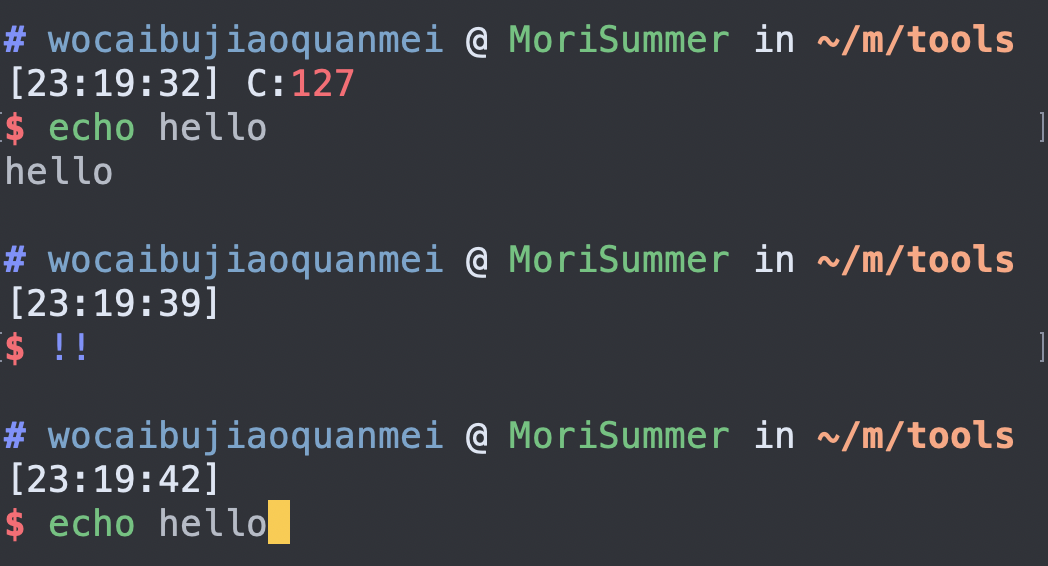 # wocaibujiaoquanmei @ MoriSummer in ~/m/tools
[23:19:32] C:127
[$ echo hello ]
hello
# wocaibujiaoquanmei @ MoriSummer in ~/m/tools
[23:19:39]
[$ !! ]
# wocaibujiaoquanmei @ MoriSummer in ~/m/tools
[23:19:42]
$ echo hello